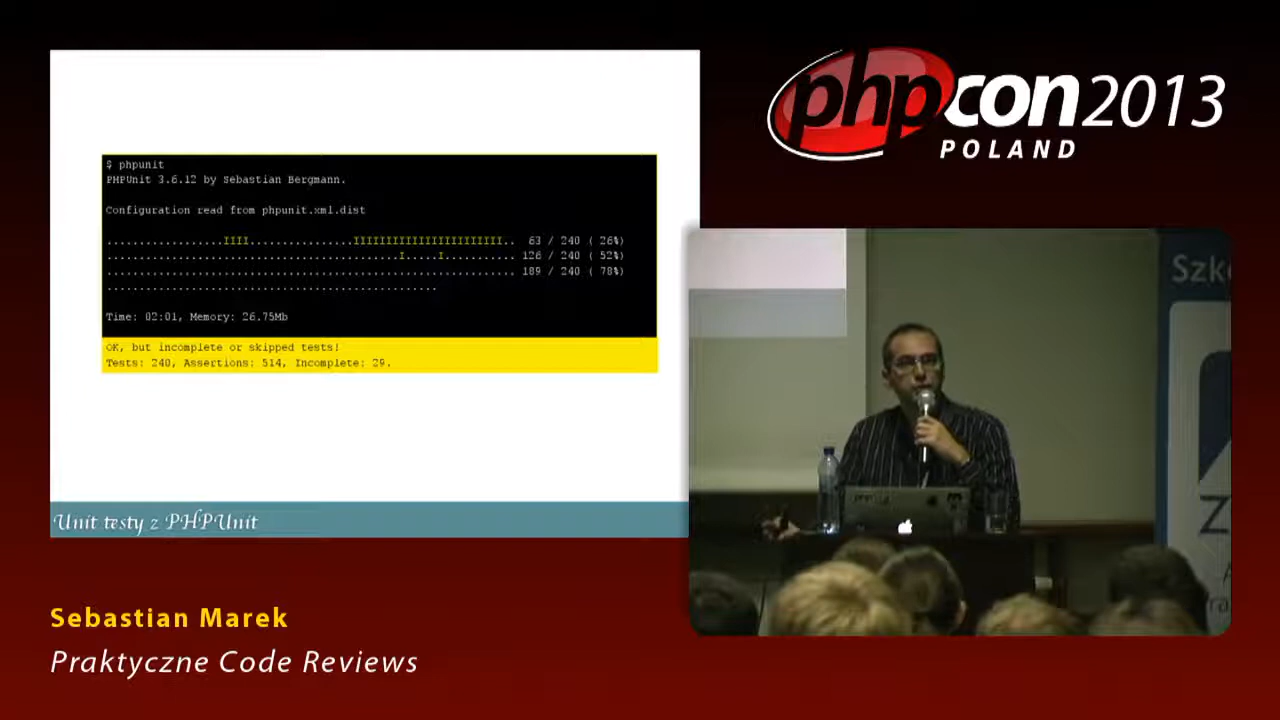 phpcon2013
POLAND
$ phpunit
PHPUnit 3.6.12 by Sebastian Bergmann.
Configuration read from phpunit.xml.dist
63 / 240 ( 26%)
126 / 240 ( 52%)
189 / 240 ( 78%)
Time: 02:01, Memory: 26.75Mb
OK, but incomplete or skipped tests!
Tests: 240, Assertions: 514, Incomplete: 29.
Unit testy z PHPUnit
Sebastian Marek
Praktyczne Code Reviews